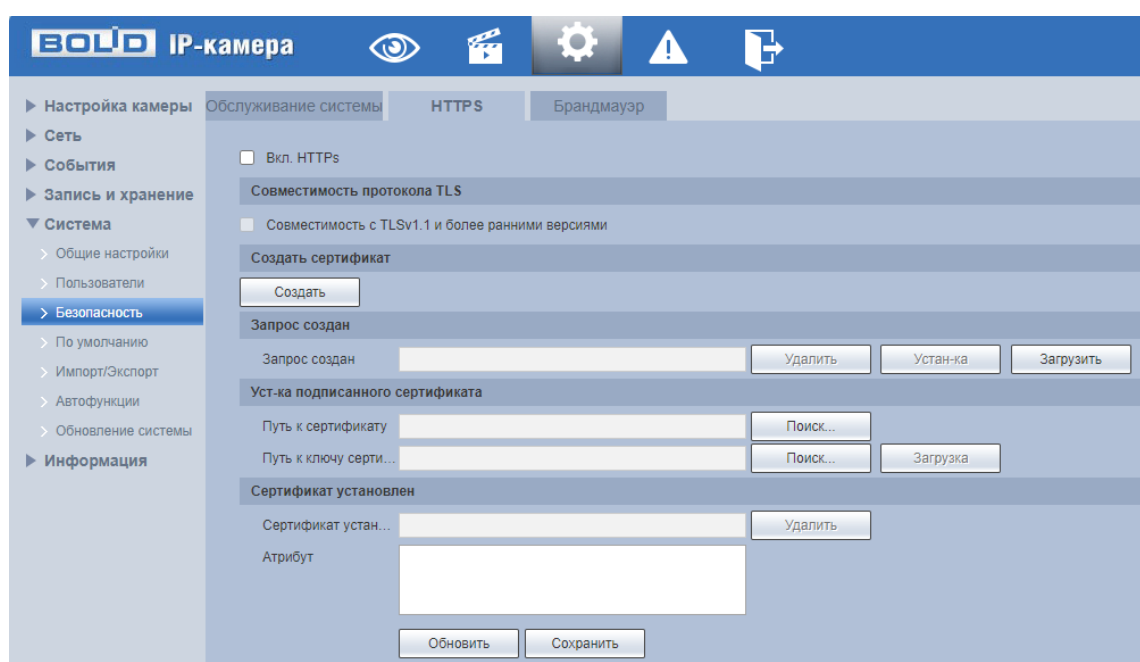 BOLID IP-камера
Настройка камеры
Сеть
События
Запись и хранение
Система
Общие настройки
Пользователи
Безопасность
По умолчанию
Импорт/Экспорт
Автофункции
Обновление системы
Информация
Обслуживание системы HTTPS Брандмауэр
Вкл. HTTPs
Совместимость протокола TLS
Совместимость с TLSv1.1 и более ранними версиями
Создать сертификат
Создать
Запрос создан
Запрос создан Удалить Устан-ка Загрузить
Уст-ка подписанного сертификата
Путь к сертификату Поиск...
Путь к ключу серти... Поиск... Загрузка
Сертификат установлен
Сертификат устан... Удалить
Атрибут
Обновить Сохранить